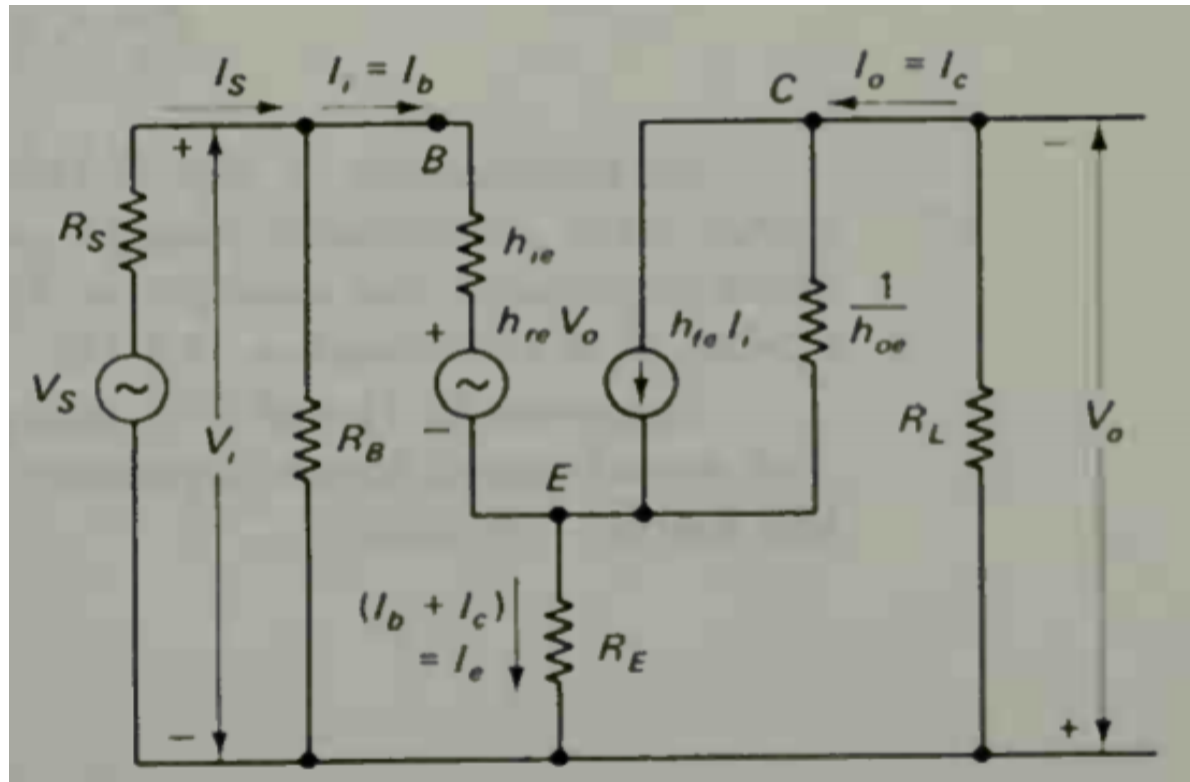 I_S
I_i = I_b
C
I_o = I_c
+
−
B
R_S
h_ie
1
h_oe
+
h_re V_o
h_fe I_i
V_S
−
R_L
V_o
V_i
R_B
E
(I_b + I_c)
= I_e
R_E
−
+